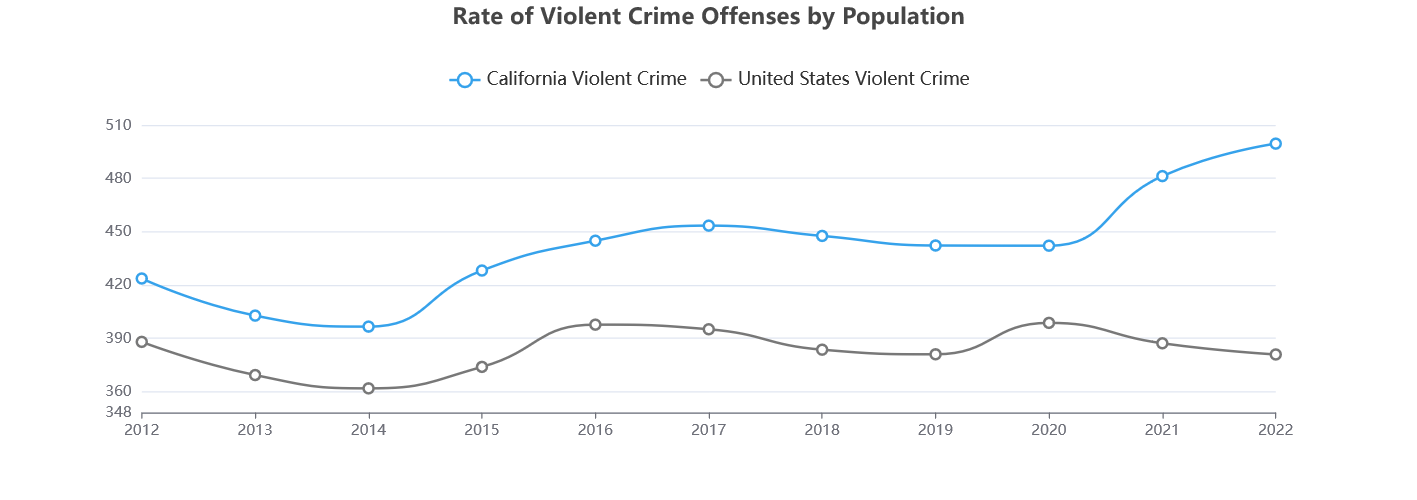 Rate of Violent Crime Offenses by Population
California Violent Crime United States Violent Crime
510
480
450
420
390
360
348
2012 2013 2014 2015 2016 2017 2018 2019 2020 2021 2022